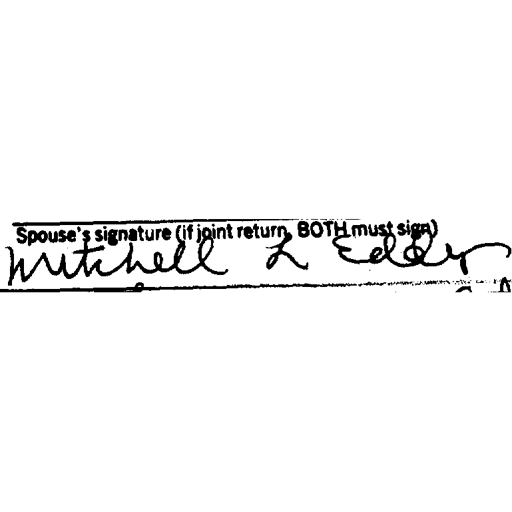 Spouse's signature (if joint return, BOTH must sign)
Mitchell L Eddy